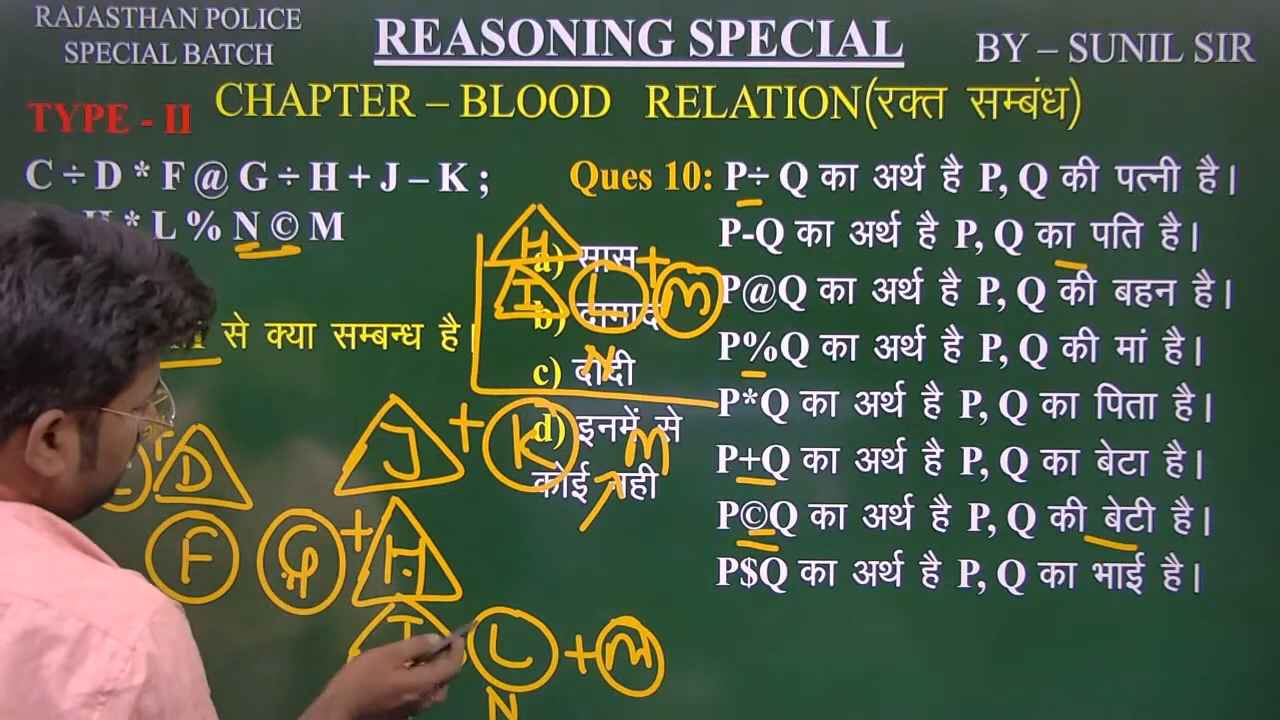 RAJASTHAN POLICE
SPECIAL BATCH
REASONING SPECIAL
BY – SUNIL SIR
CHAPTER – BLOOD RELATION(रक्त सम्बंध)
TYPE - II
C ÷ D * F @ G ÷ H + J – K ;
* L % N © M
से क्या सम्बन्ध है।
Ques 10: P÷ Q का अर्थ है P, Q की पत्नी है।
P-Q का अर्थ है P, Q का पति है।
P@Q का अर्थ है P, Q की बहन है।
P%Q का अर्थ है P, Q की मां है।
P*Q का अर्थ है P, Q का पिता है।
P+Q का अर्थ है P, Q का बेटा है।
P©Q का अर्थ है P, Q की बेटी है।
P$Q का अर्थ है P, Q का भाई है।
a) सास
b) दामाद
c) दादी
d) इनमें से
कोई नही
H
I L + M
N
M
J + K
D
F G + H
I L + M
N